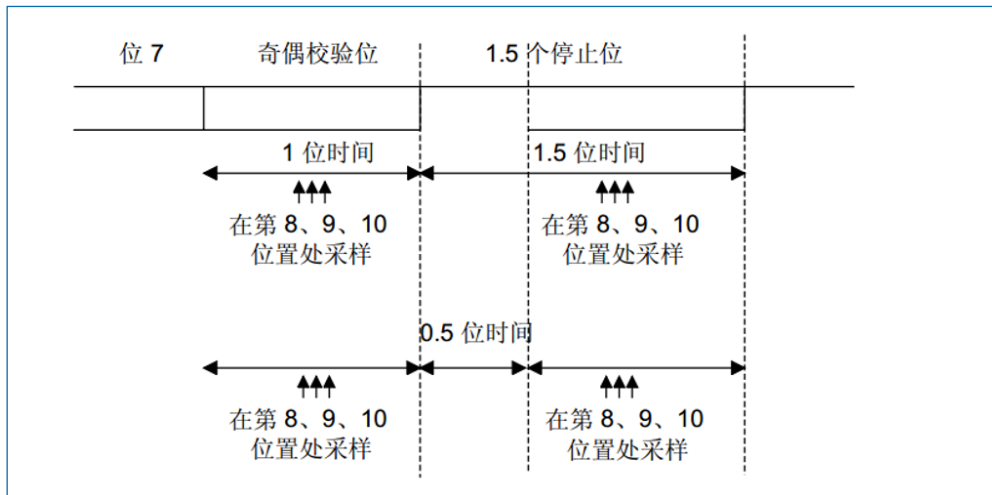 位 7 奇偶校验位 1.5 个停止位
1 位时间 1.5 位时间
在第 8、9、10 在第 8、9、10
位置处采样 位置处采样
0.5 位时间
在第 8、9、10 在第 8、9、10
位置处采样 位置处采样